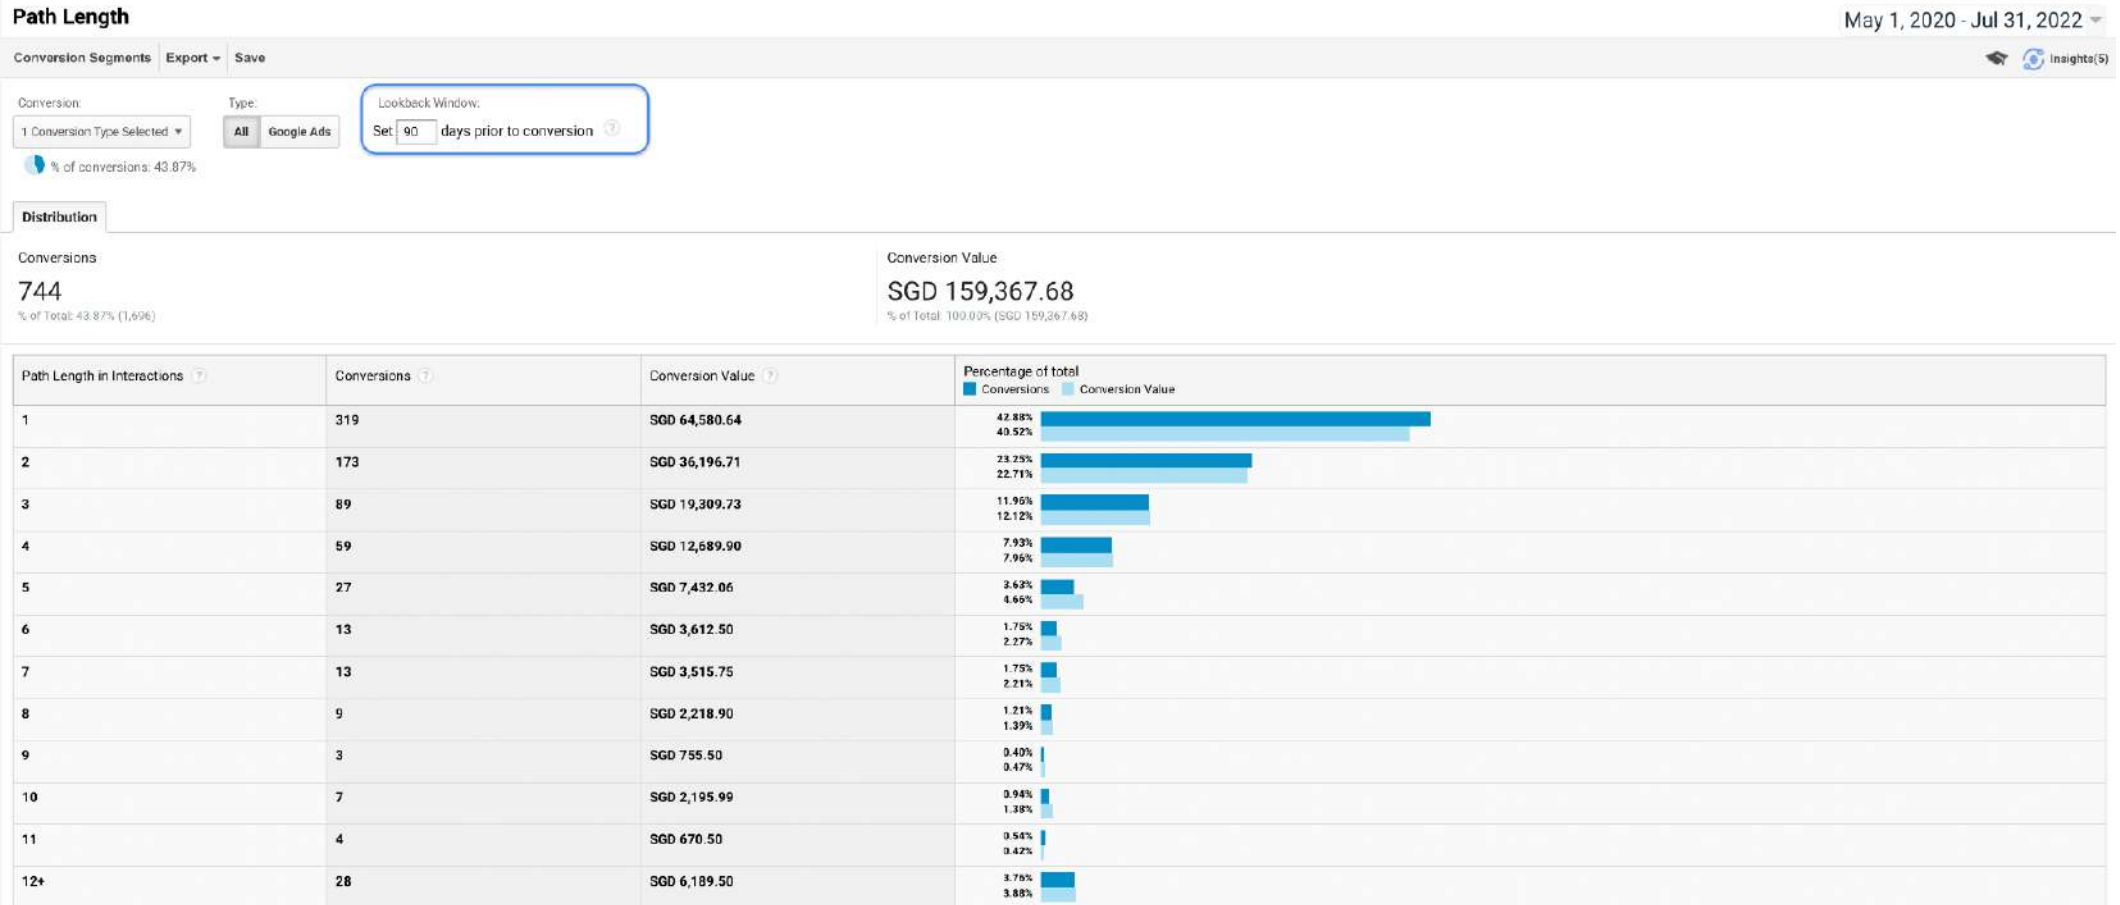 Path Length
May 1, 2020 - Jul 31, 2022
Conversion Segments Export Save
Insights(5)
Conversion: Type: Lookback Window:
1 Conversion Type Selected All Google Ads Set 90 days prior to conversion ?
% of conversions: 43.87%
Distribution
Conversions Conversion Value
744 SGD 159,367.68
% of Total: 43.87% (1,696) % of Total: 100.00% (SGD 159,367.68)
Path Length in Interactions ? Conversions ? Conversion Value ? Percentage of total
Conversions Conversion Value
1 319 SGD 64,580.64 42.88%
40.52%
2 173 SGD 36,196.71 23.25%
22.71%
3 89 SGD 19,309.73 11.96%
12.12%
4 59 SGD 12,689.90 7.93%
7.96%
5 27 SGD 7,432.06 3.63%
4.66%
6 13 SGD 3,612.50 1.75%
2.27%
7 13 SGD 3,515.75 1.75%
2.21%
8 9 SGD 2,218.90 1.21%
1.39%
9 3 SGD 755.50 0.40%
0.47%
10 7 SGD 2,195.99 0.94%
1.38%
11 4 SGD 670.50 0.54%
0.42%
12+ 28 SGD 6,189.50 3.76%
3.88%